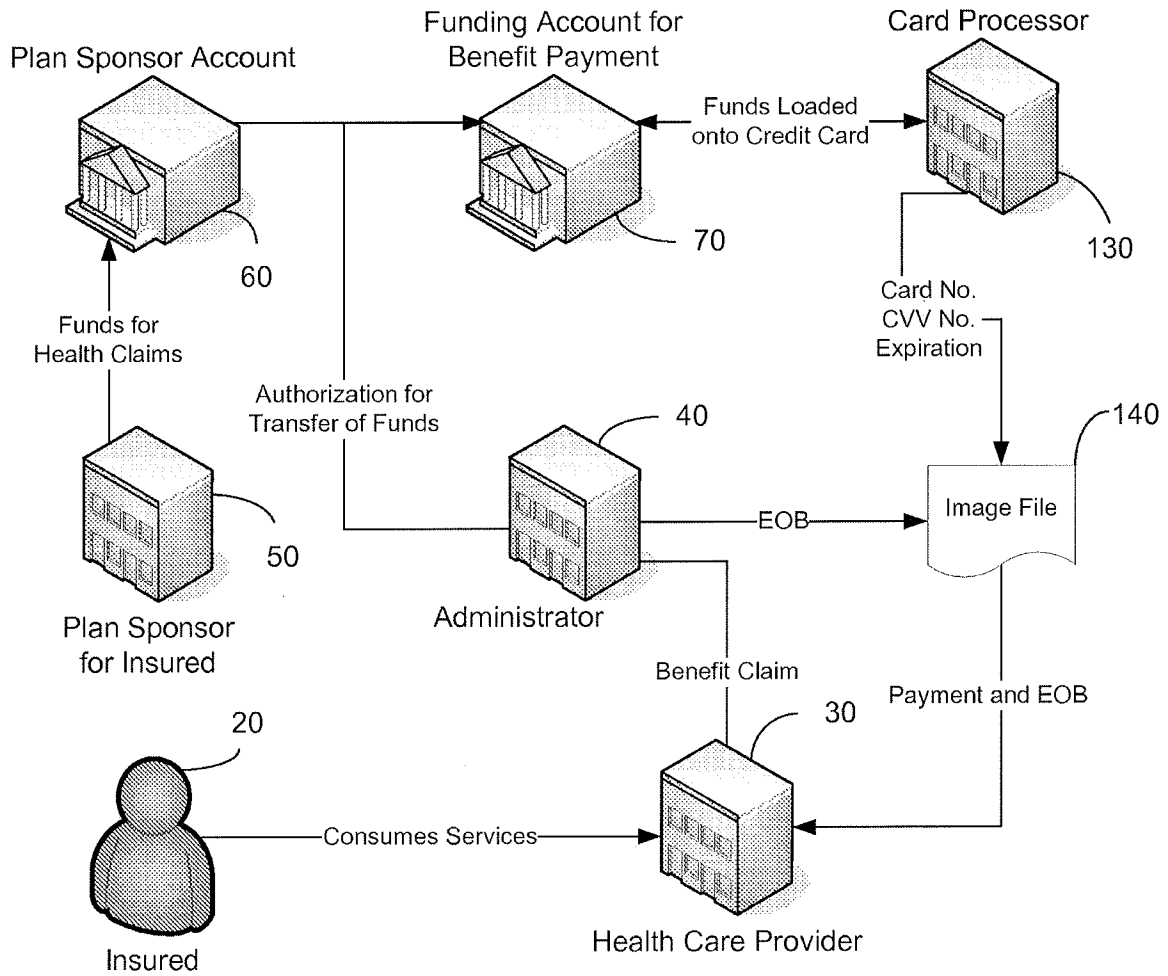 Funding Account for
Benefit Payment
Card Processor
Plan Sponsor Account
Funds Loaded
onto Credit Card
60
70
130
Card No.
CVV No.
Expiration
Funds for
Health Claims
Authorization for
Transfer of Funds
40
140
50
EOB
Image File
Administrator
Plan Sponsor
for Insured
Benefit Claim
Payment and EOB
20
30
Consumes Services
Health Care Provider
Insured